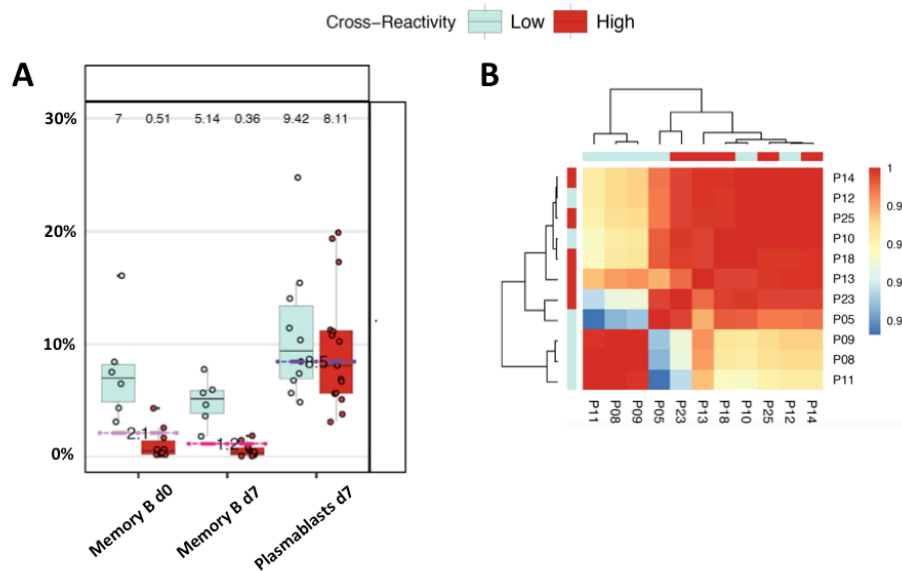 Cross-Reactivity Low High
A
B
30%
20%
10%
0%
7 0.51 5.14 0.36 9.42 8.11
2.1
1.2
8.5
Memory B d0
Memory B d7
Plasmablasts d7
P14
P12
P25
P10
P18
P13
P23
P05
P09
P08
P11
P11 P08 P09 P05 P23 P13 P18 P10 P25 P12 P14
1
0.9
0.9
0.9
0.9